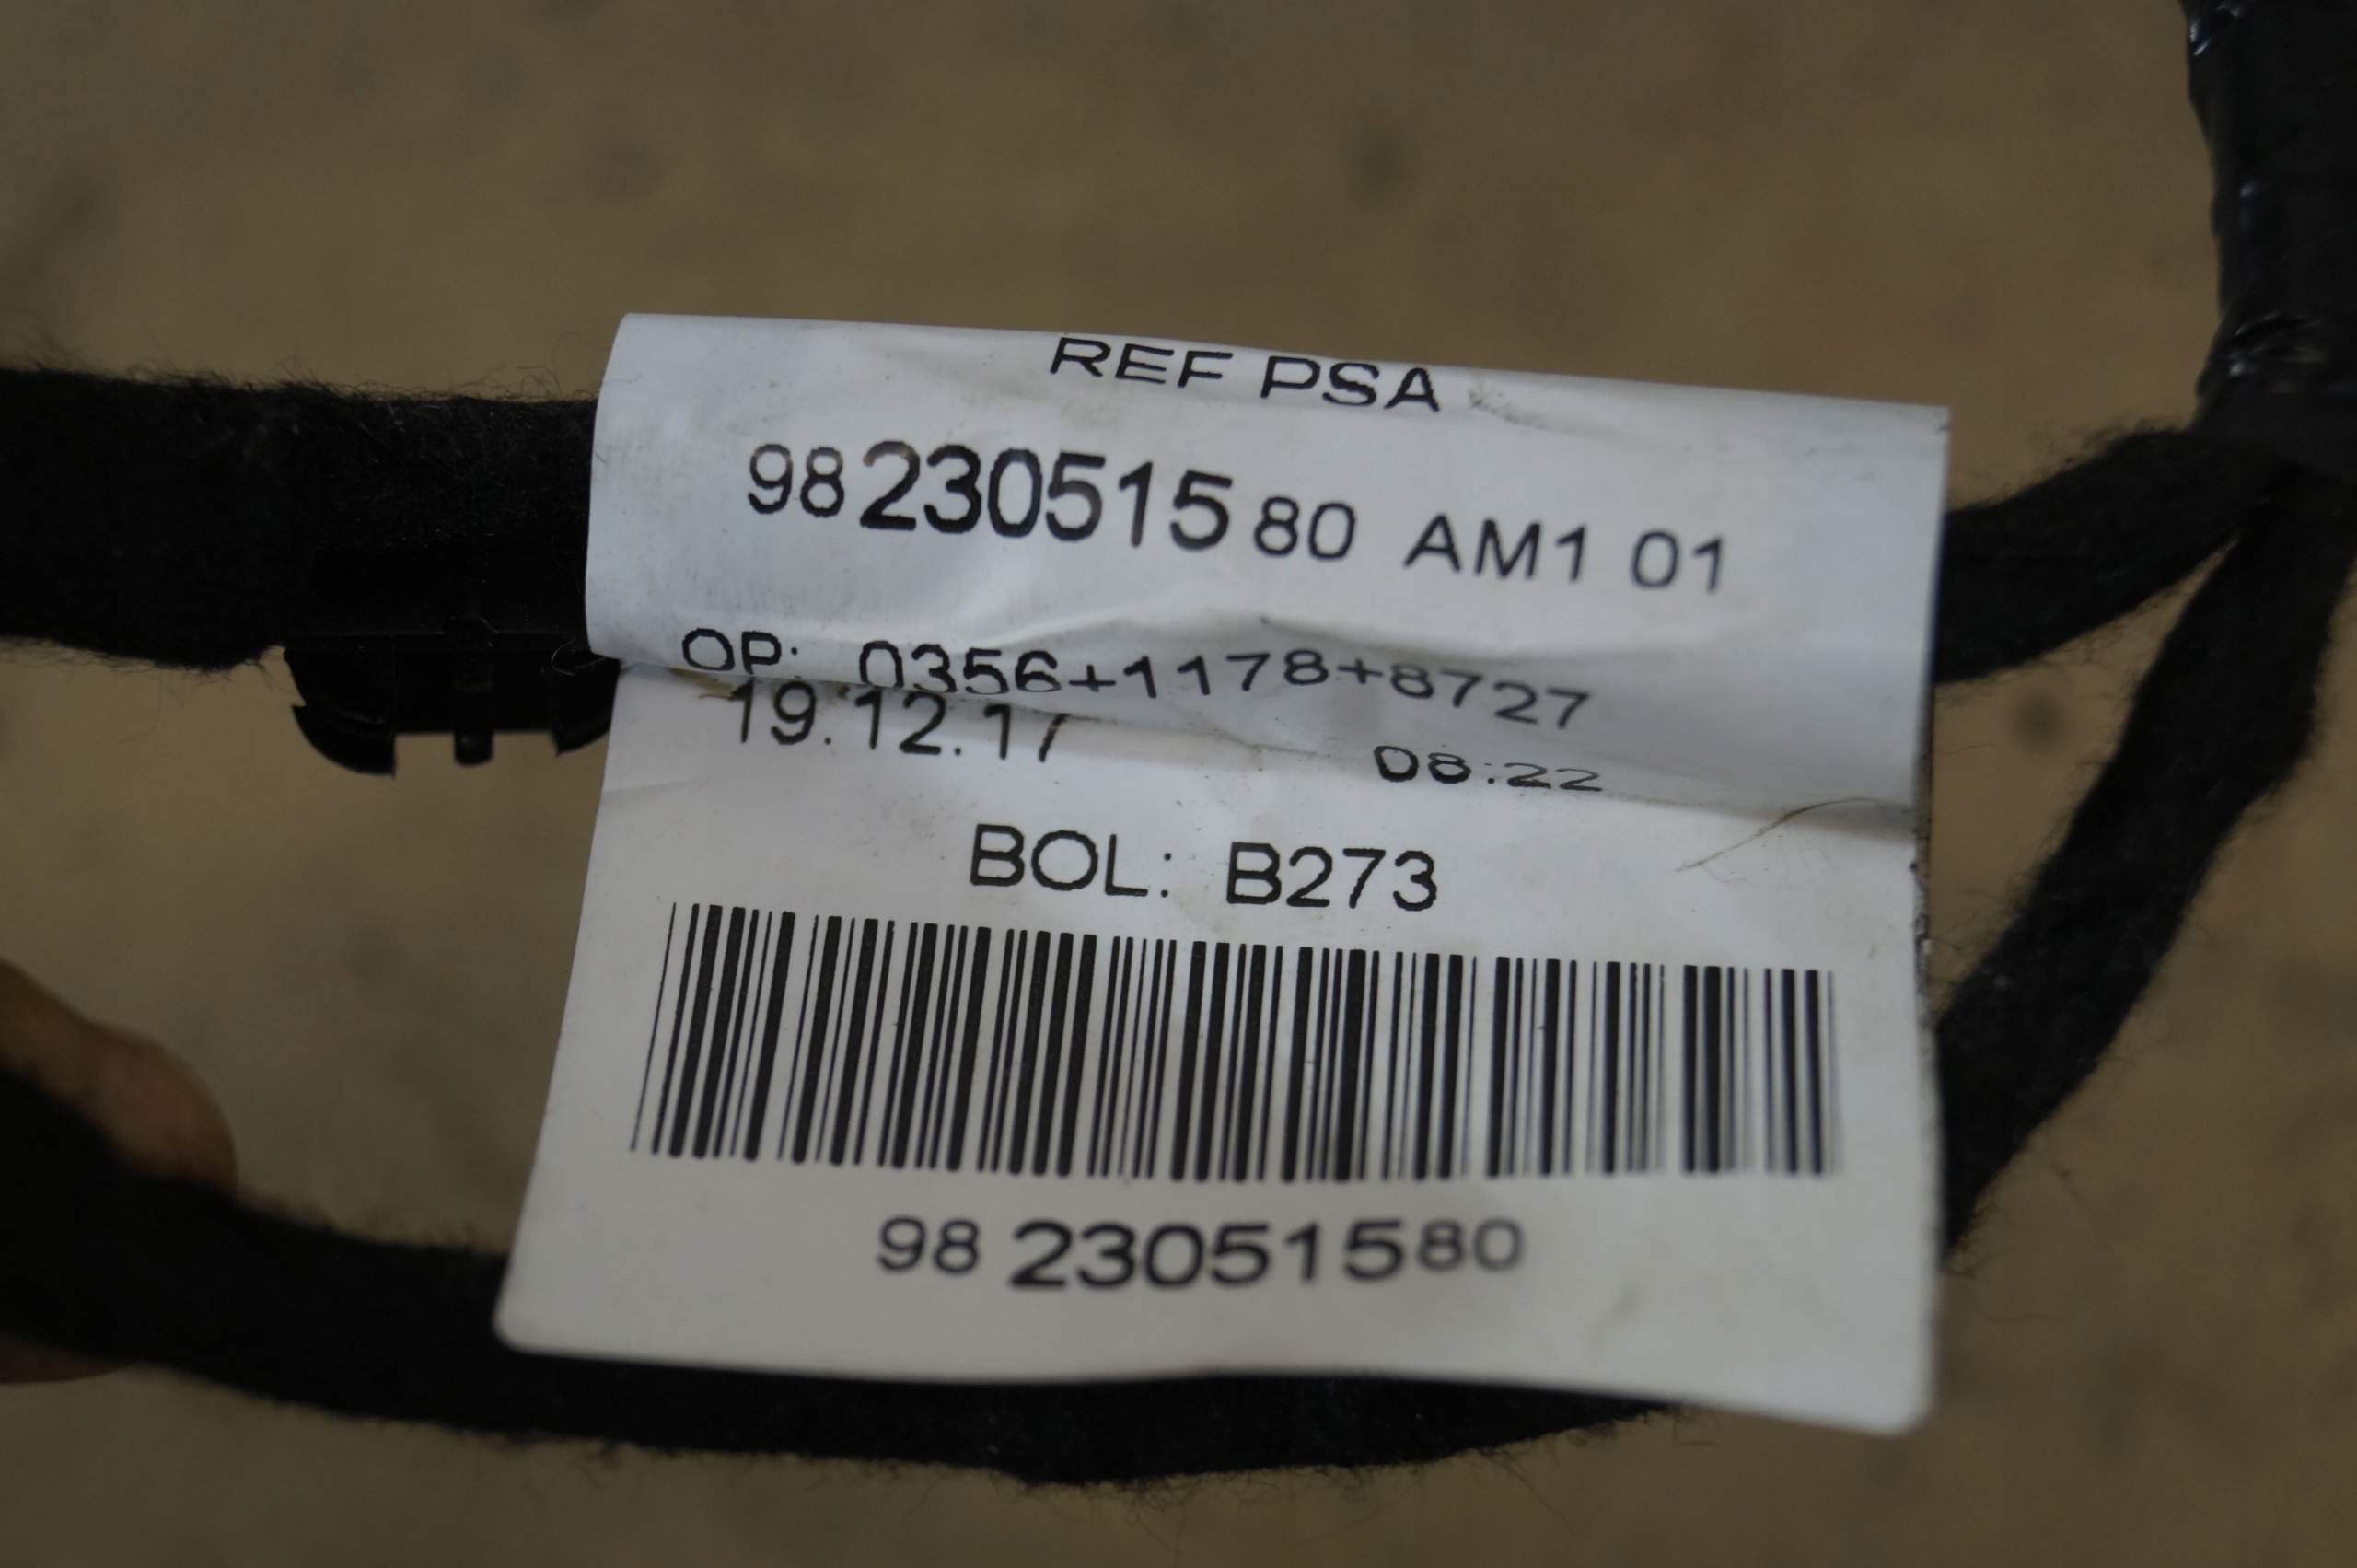 REF PSA
98 230515 80 AM1 01
OP: 0356+1178+8727
19.12.17 08:22
BOL: B273
98 230515 80